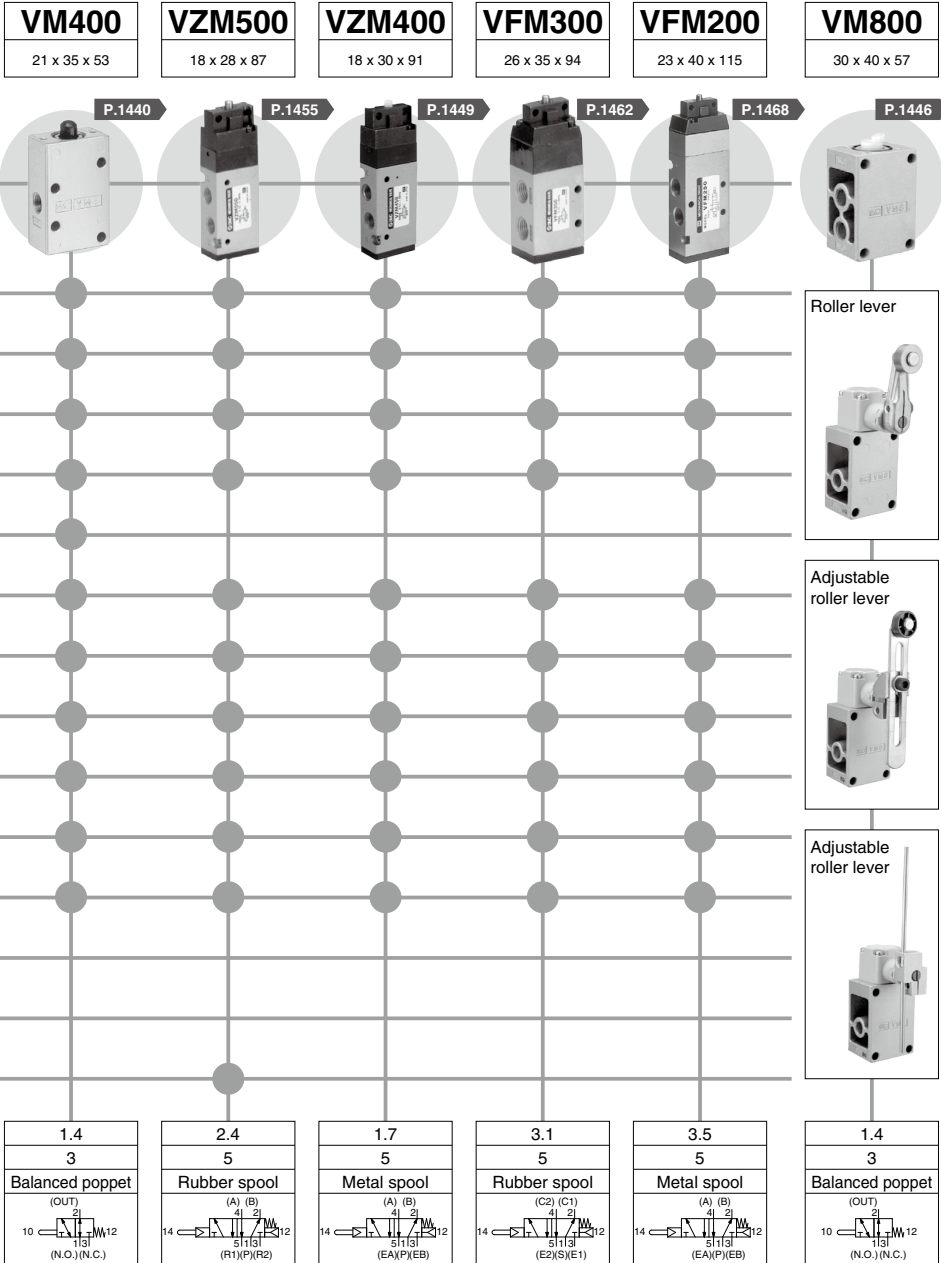 VM400
21 x 35 x 53
VZM500
18 x 28 x 87
VZM400
18 x 30 x 91
VFM300
26 x 35 x 94
VFM200
23 x 40 x 115
VM800
30 x 40 x 57
P.1440
P.1455
P.1449
P.1462
P.1468
P.1446
Roller lever
Adjustable
roller lever
Adjustable
roller lever
1.4
3
Balanced poppet
(OUT)
2
10
12
1 3
(N.O.) (N.C.)
2.4
5
Rubber spool
(A) (B)
4 2
14
12
5 1 3
(R1)(P)(R2)
1.7
5
Metal spool
(A) (B)
4 2
14
12
5 1 3
(EA)(P)(EB)
3.1
5
Rubber spool
(C2) (C1)
4 2
14
12
5 1 3
(E2)(S)(E1)
3.5
5
Metal spool
(A) (B)
4 2
14
12
5 1 3
(EA)(P)(EB)
1.4
3
Balanced poppet
(OUT)
2
10
12
1 3
(N.O.) (N.C.)